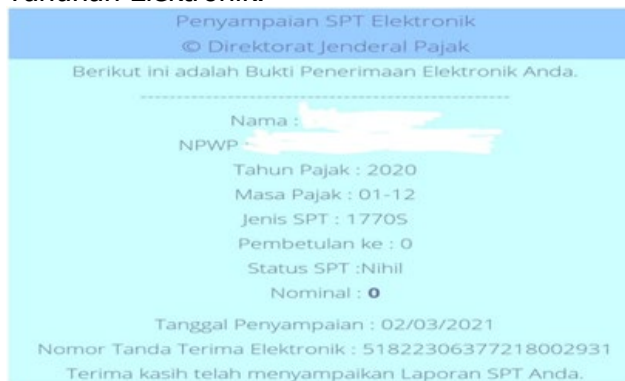 Tahunan Elektronik.
Penyampaian SPT Elektronik
© Direktorat Jenderal Pajak
Berikut ini adalah Bukti Penerimaan Elektronik Anda.
Nama :
NPWP :
Tahun Pajak : 2020
Masa Pajak : 01-12
Jenis SPT : 1770S
Pembetulan ke : 0
Status SPT :Nihil
Nominal : 0
Tanggal Penyampaian : 02/03/2021
Nomor Tanda Terima Elektronik : 51822306377218002931
Terima kasih telah menyampaikan Laporan SPT Anda.